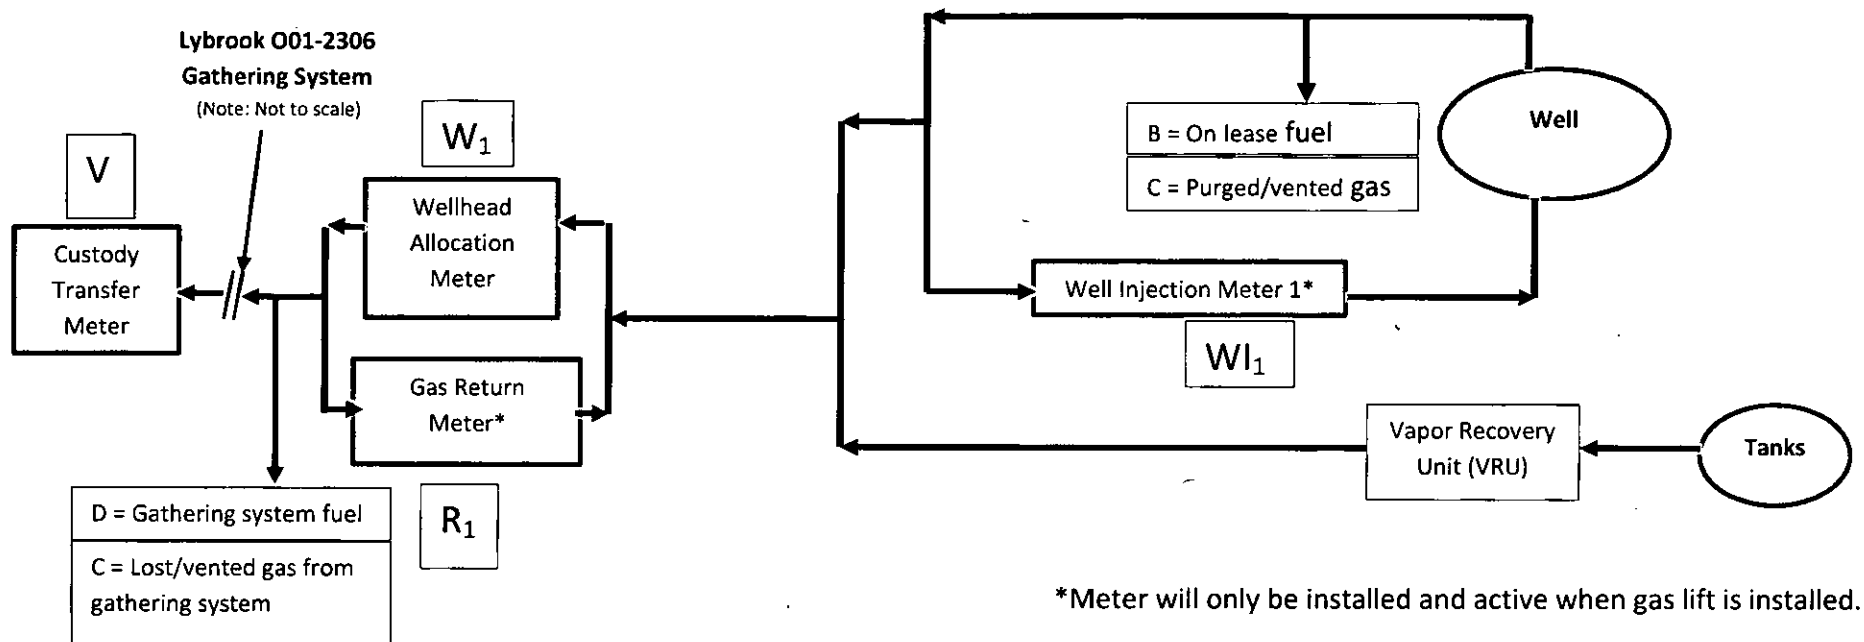 Lybrook O01-2306
Gathering System
(Note: Not to scale)
V
Custody
Transfer
Meter
W₁
Wellhead
Allocation
Meter
Gas Return
Meter*
R₁
D = Gathering system fuel
C = Lost/vented gas from
gathering system
B = On lease fuel
C = Purged/vented gas
Well
Well Injection Meter 1*
WI₁
Vapor Recovery
Unit (VRU)
Tanks
*Meter will only be installed and active when gas lift is installed.